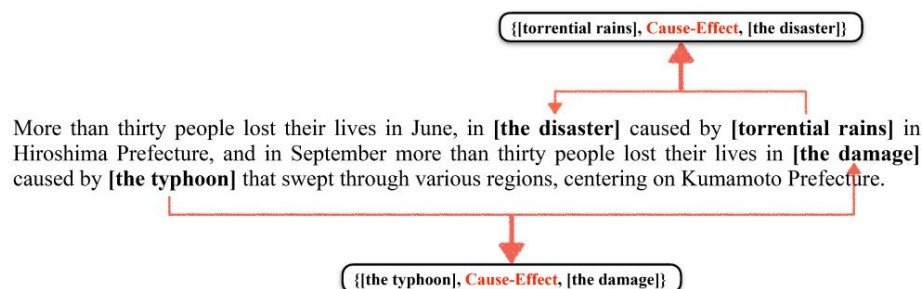 {[torrential rains], Cause-Effect, [the disaster]}
More than thirty people lost their lives in June, in [the disaster] caused by [torrential rains] in
Hiroshima Prefecture, and in September more than thirty people lost their lives in [the damage]
caused by [the typhoon] that swept through various regions, centering on Kumamoto Prefecture.
{[the typhoon], Cause-Effect, [the damage]}